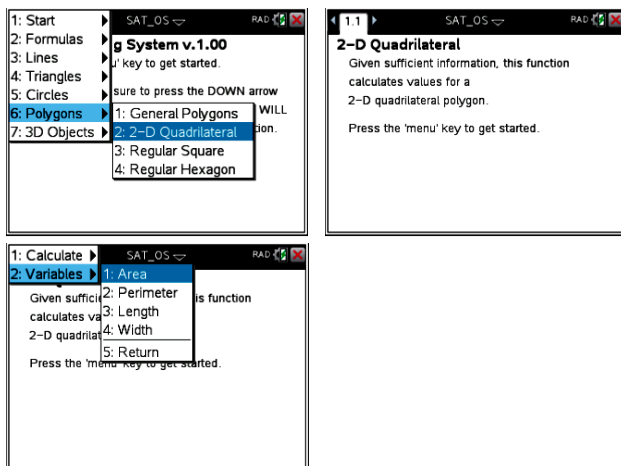 1: Start
2: Formulas
3: Lines
4: Triangles
5: Circles
6: Polygons
7: 3D Objects
SAT_OS
RAD
g System v.1.00
' key to get started.
sure to press the DOWN arrow
WILL
ion.
1: General Polygons
2: 2-D Quadrilateral
3: Regular Square
4: Regular Hexagon
1.1
SAT_OS
RAD
2-D Quadrilateral
Given sufficient information, this function
calculates values for a
2-D quadrilateral polygon.
Press the 'menu' key to get started.
1: Calculate
2: Variables
SAT_OS
RAD
1: Area
2: Perimeter
3: Length
4: Width
5: Return
Given suffici is function
calculates va
2-D quadrilat
Press the 'menu' key to get started.